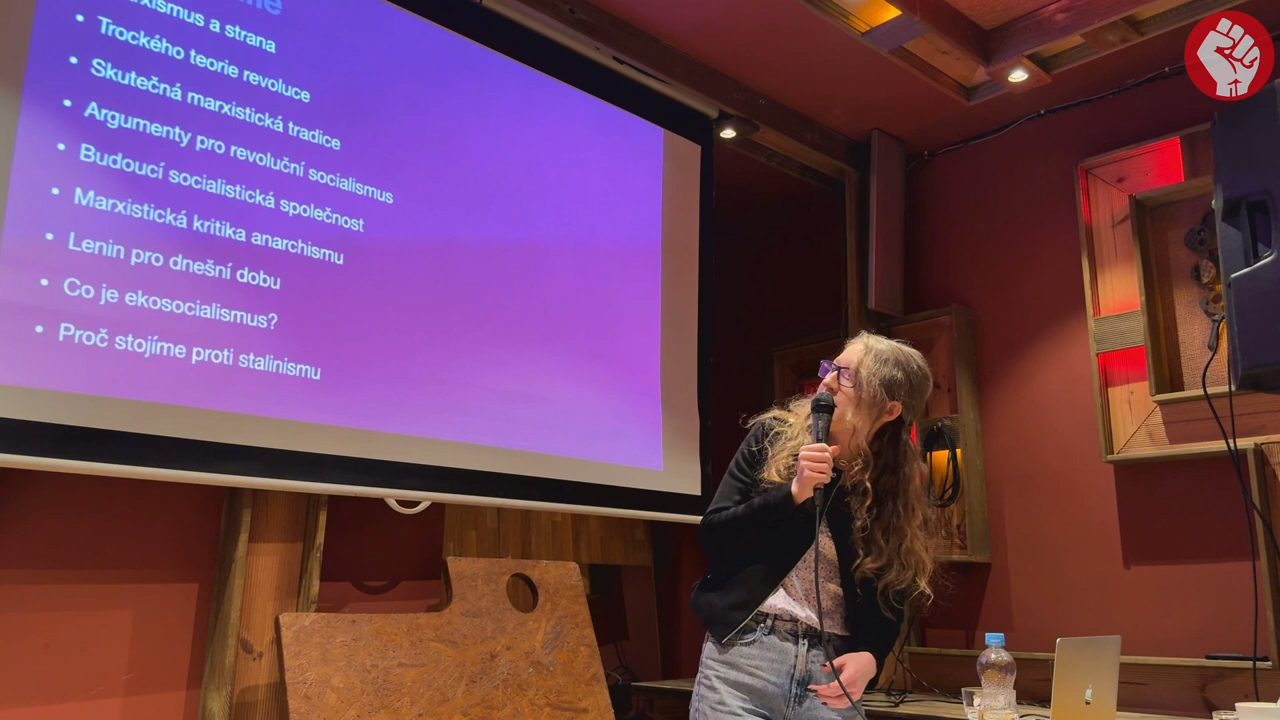 a strana
• Trockého teorie revoluce
• Skutečná marxistická tradice
• Argumenty pro revoluční socialismus
• Budoucí socialistická společnost
• Marxistická kritika anarchismu
• Lenin pro dnešní dobu
• Co je ekosocialismus?
• Proč stojíme proti stalinismu